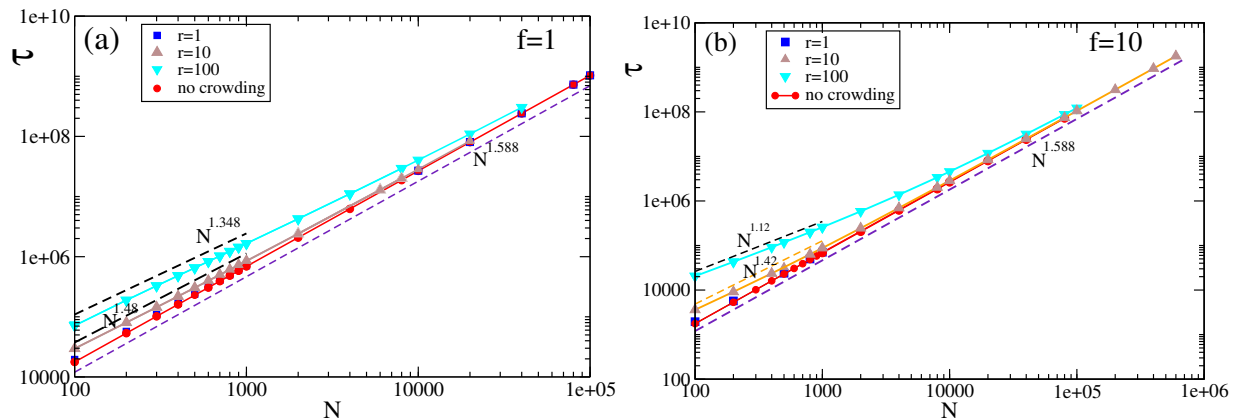 (a)
f=1
τ
r=1
r=10
r=100
no crowding
1e+10
1e+08
1e+06
10000
N^1.588
N^1.348
N^1.48
100
1000
10000
1e+05
N
(b)
f=10
τ
r=1
r=10
r=100
no crowding
1e+10
1e+08
1e+06
10000
100
N^1.588
N^1.12
N^1.42
100
1000
10000
1e+05
1e+06
N